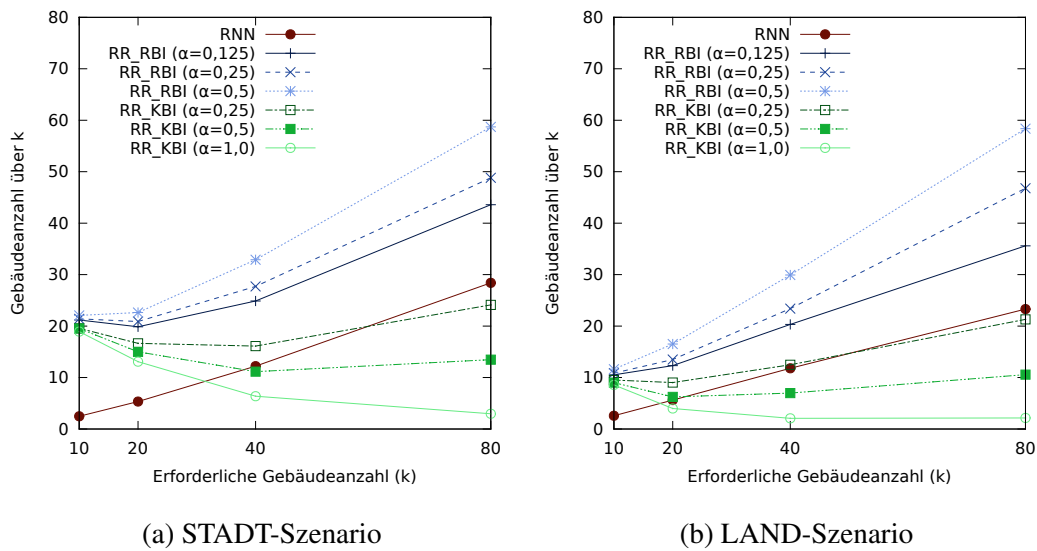 80
70
60
50
40
30
20
10
0
10
20
40
80
Gebäudeanzahl über k
Erforderliche Gebäudeanzahl (k)
RNN
RR_RBI (α=0,125)
RR_RBI (α=0,25)
RR_RBI (α=0,5)
RR_KBI (α=0,25)
RR_KBI (α=0,5)
RR_KBI (α=1,0)
(a) STADT-Szenario
80
70
60
50
40
30
20
10
0
10
20
40
80
Gebäudeanzahl über k
Erforderliche Gebäudeanzahl (k)
RNN
RR_RBI (α=0,125)
RR_RBI (α=0,25)
RR_RBI (α=0,5)
RR_KBI (α=0,25)
RR_KBI (α=0,5)
RR_KBI (α=1,0)
(b) LAND-Szenario